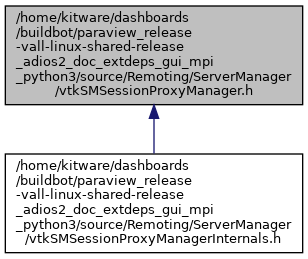 /home/kitware/dashboards
/buildbot/paraview_release
-vall-linux-shared-release
_adios2_doc_extdeps_gui_mpi
_python3/source/Remoting/ServerManager
/vtkSMSessionProxyManager.h
/home/kitware/dashboards
/buildbot/paraview_release
-vall-linux-shared-release
_adios2_doc_extdeps_gui_mpi
_python3/source/Remoting/ServerManager
/vtkSMSessionProxyManagerInternals.h